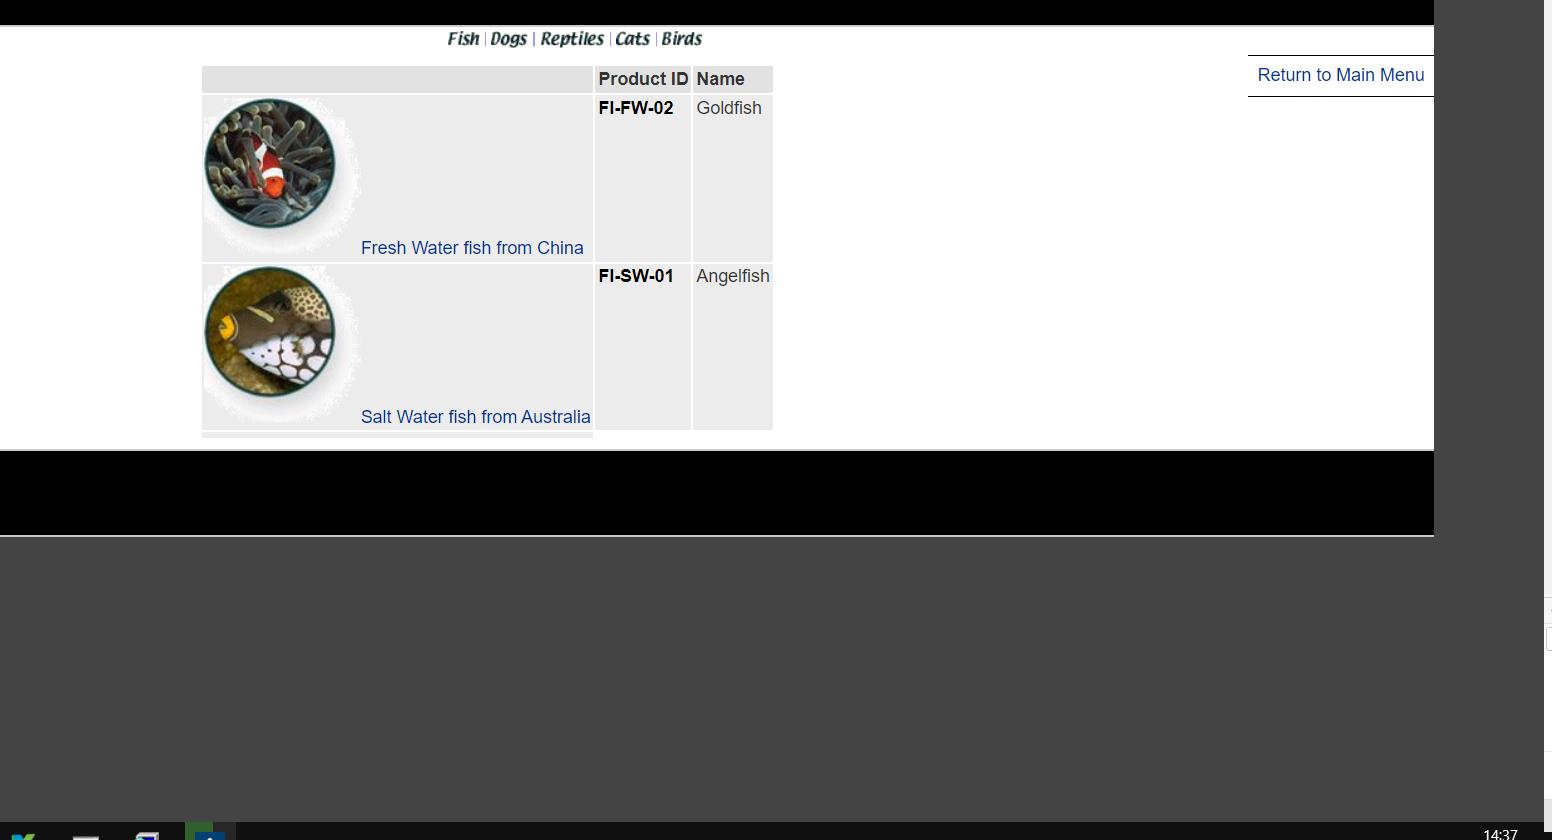 Fish | Dogs | Reptiles | Cats | Birds
Return to Main Menu
Product ID Name
FI-FW-02 Goldfish
Fresh Water fish from China
FI-SW-01 Angelfish
Salt Water fish from Australia
14:37